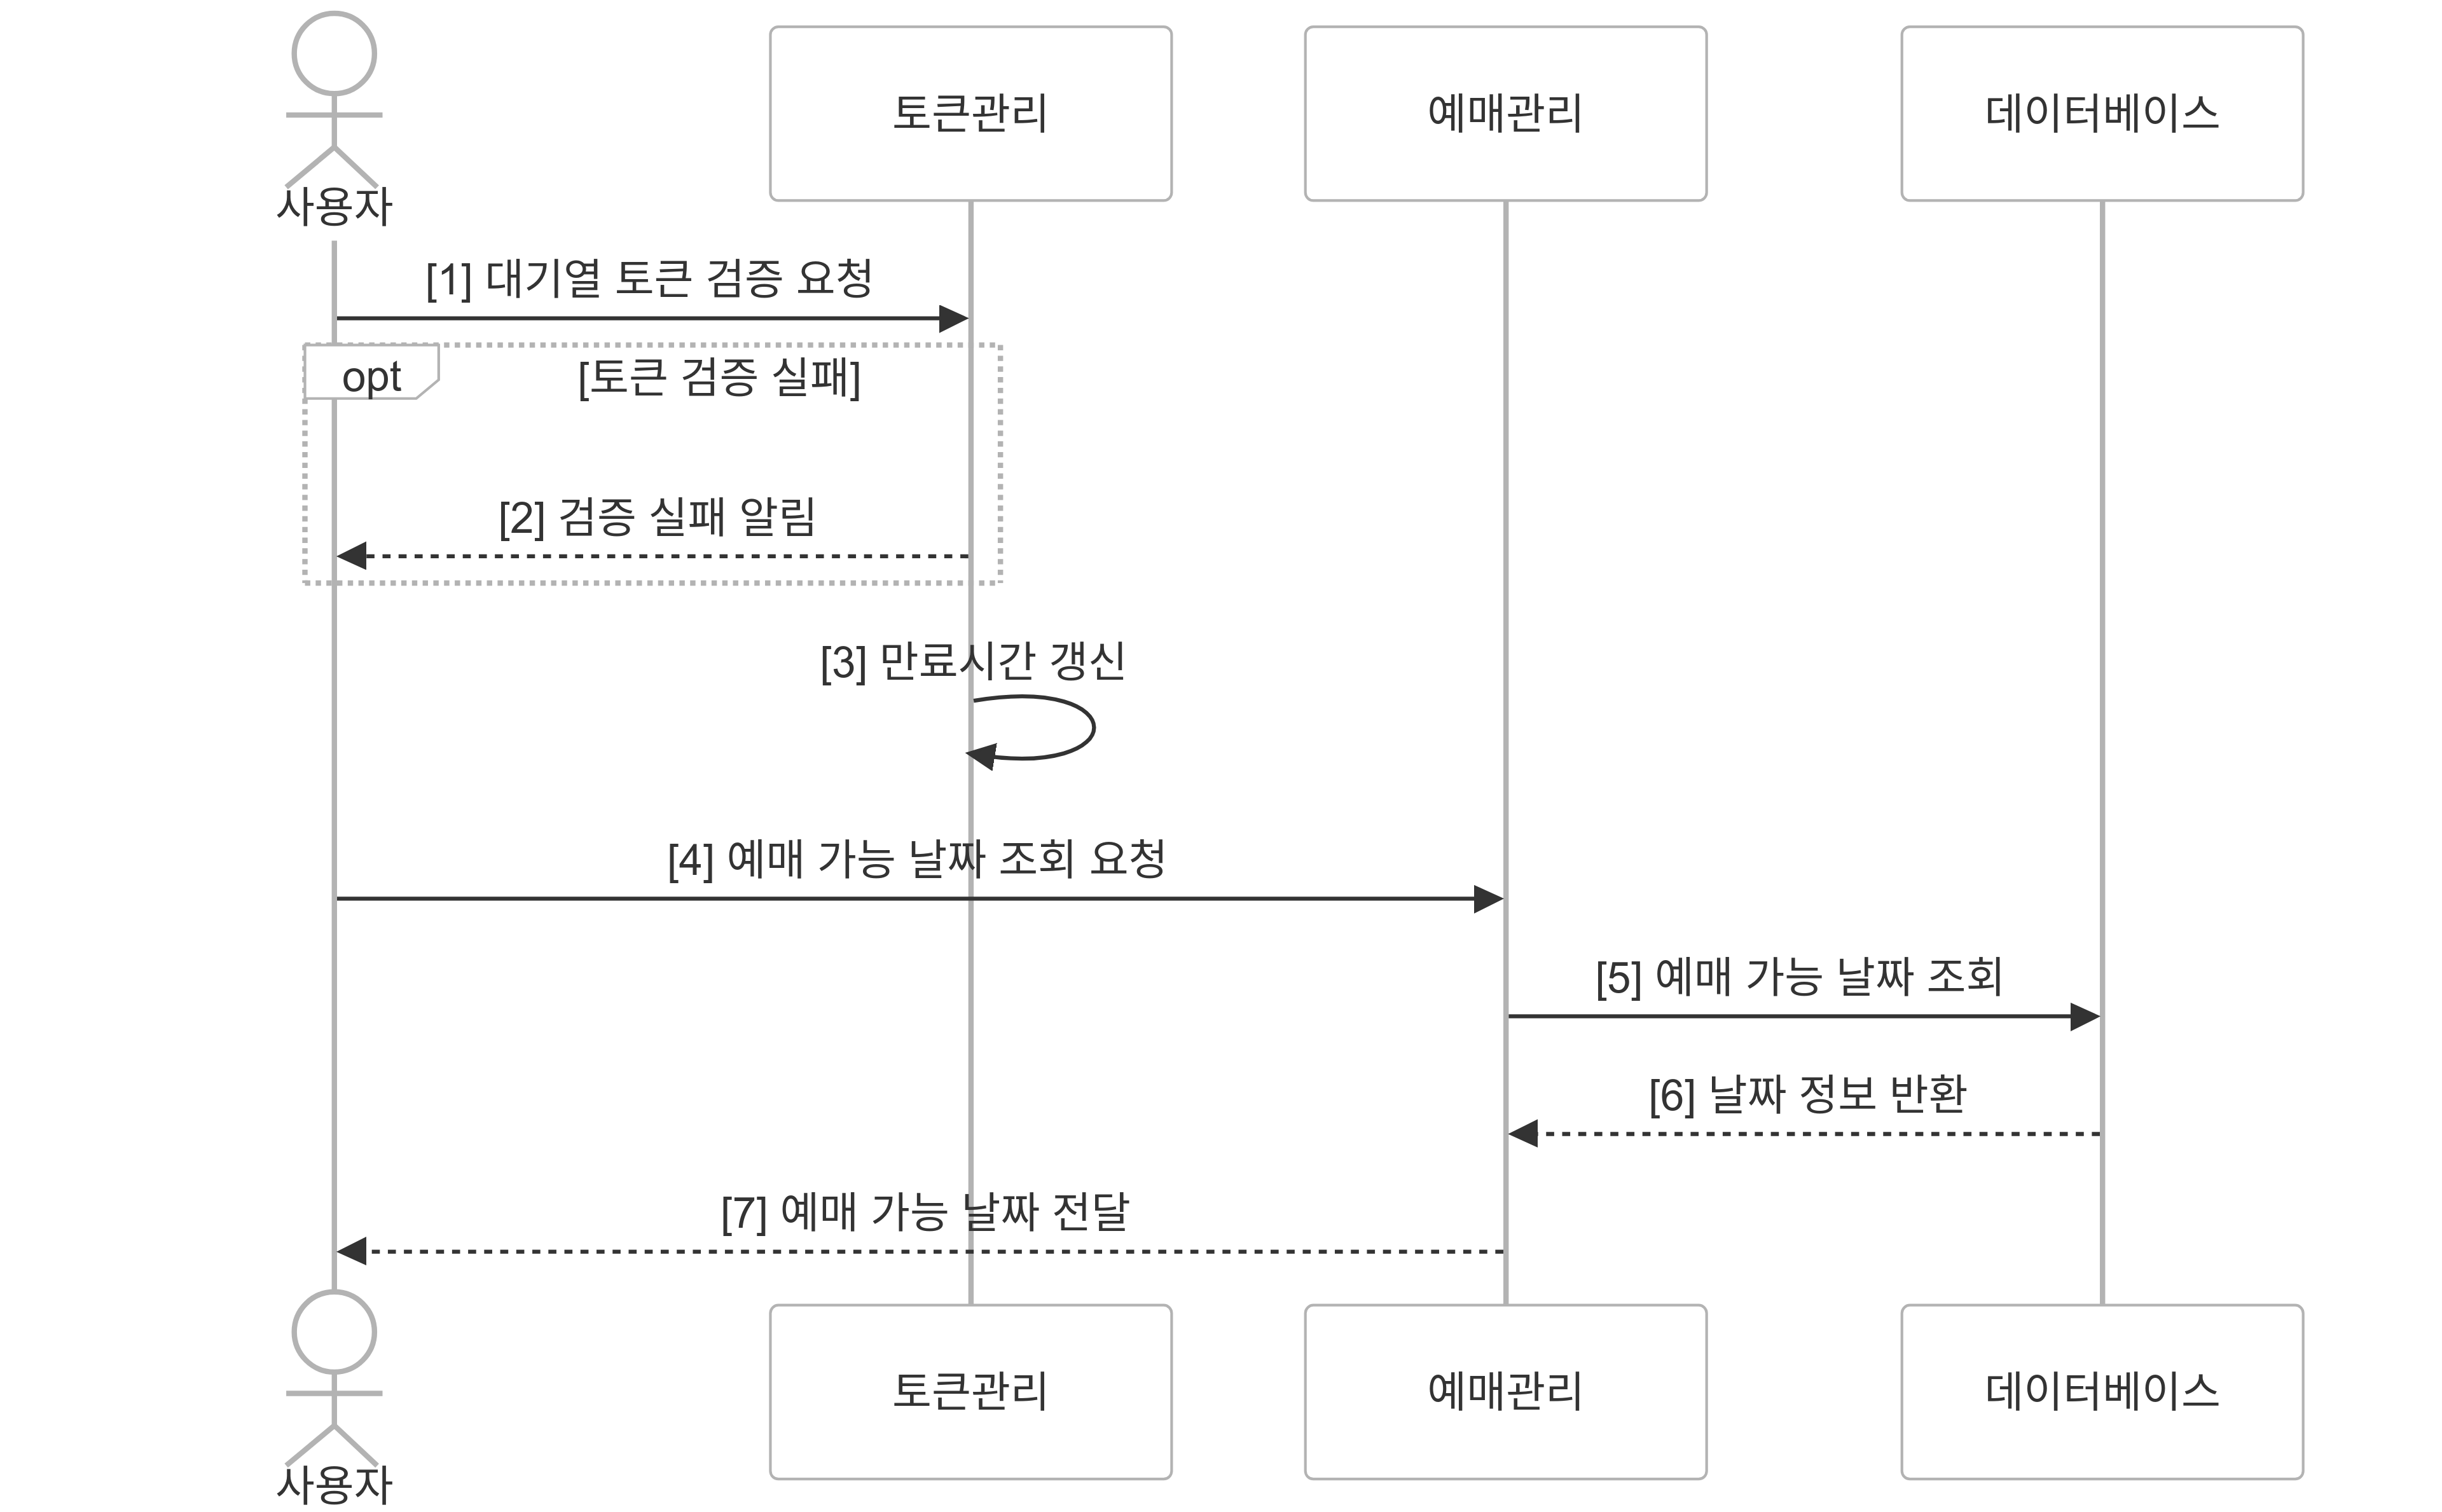 사용자
토큰관리
예매관리
데이터베이스
[1] 대기열 토큰 검증 요청
opt
[토큰 검증 실패]
[2] 검증 실패 알림
[3] 만료시간 갱신
[4] 예매 가능 날짜 조회 요청
[5] 예매 가능 날짜 조회
[6] 날짜 정보 반환
[7] 예매 가능 날짜 전달
사용자
토큰관리
예매관리
데이터베이스